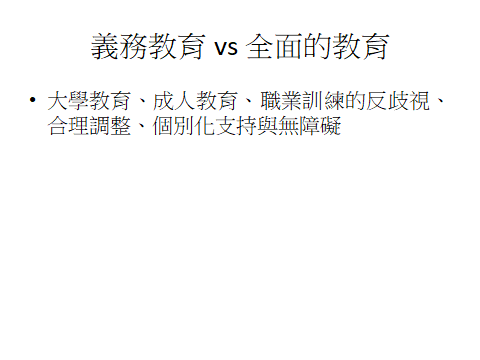 義務教育 vs 全面的教育
• 大學教育、成人教育、職業訓練的反歧視、
合理調整、個別化支持與無障礙